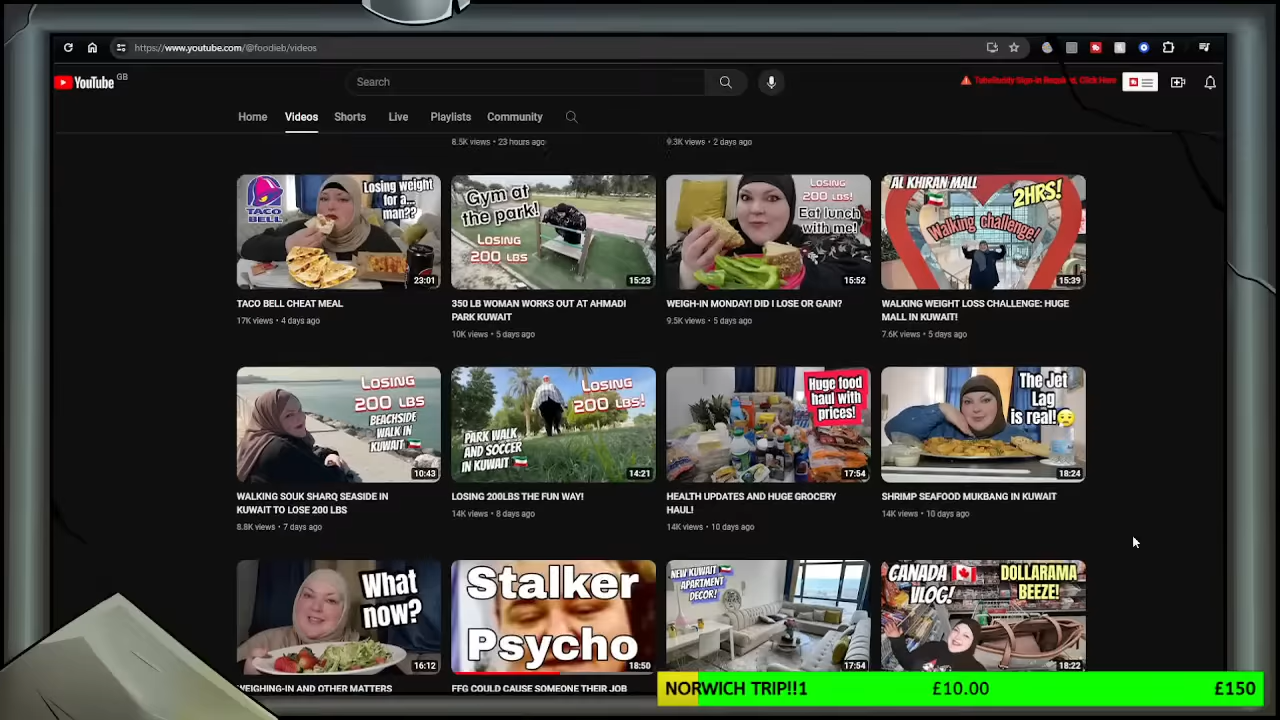 https://www.youtube.com/@foodieb/videos
YouTube GB
Search
TubeBuddy Sign-in Required, Click Here
Home Videos Shorts Live Playlists Community
8.5K views • 23 hours ago
9.3K views • 2 days ago
TACO
BELL
Losing weight
for a...
man??
23:01
Gym at
the park!
LOSING
200 LBS
15:23
LOSING
200 LBS!
Eat lunch
with me!
15:52
AL KHIRAN MALL
2HRS!
Walking challenge!
15:39
TACO BELL CHEAT MEAL
17K views • 4 days ago
350 LB WOMAN WORKS OUT AT AHMADI
PARK KUWAIT
10K views • 5 days ago
WEIGH-IN MONDAY! DID I LOSE OR GAIN?
9.5K views • 5 days ago
WALKING WEIGHT LOSS CHALLENGE: HUGE
MALL IN KUWAIT!
7.6K views • 5 days ago
LOSING
200 LBS
BEACHSIDE
WALK IN
KUWAIT
10:43
LOSING
200 LBS!
PARK WALK
AND SOCCER
IN KUWAIT
14:21
Huge food
haul with
prices!
17:54
The Jet
Lag
is real!
18:24
WALKING SOUK SHARQ SEASIDE IN
KUWAIT TO LOSE 200 LBS
8.8K views • 7 days ago
LOSING 200LBS THE FUN WAY!
14K views • 8 days ago
HEALTH UPDATES AND HUGE GROCERY
HAUL!
14K views • 10 days ago
SHRIMP SEAFOOD MUKBANG IN KUWAIT
14K views • 10 days ago
What
now?
16:12
Stalker
Psycho
18:50
NEW KUWAIT
APARTMENT
DECOR!
17:54
CANADA
VLOG!
DOLLARAMA
BEEZE!
18:22
WEIGHING-IN AND OTHER MATTERS
FFG COULD CAUSE SOMEONE THEIR JOB
NORWICH TRIP!!1 £10.00 £150